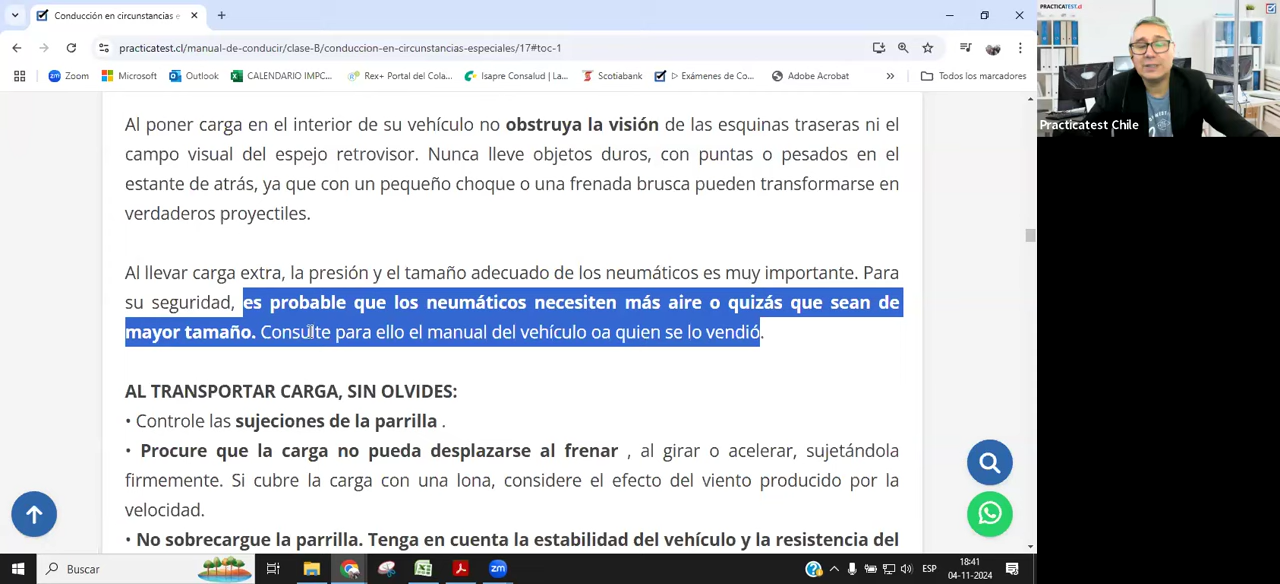 Conducción en circunstancias e
practicatest.cl/manual-de-conducir/clase-B/conduccion-en-circunstancias-especiales/17#toc-1
Zoom
Microsoft
Outlook
CALENDARIO IMPC...
Rex+ Portal del Cola...
Isapre Consalud | La...
Scotiabank
▷ Exámenes de Co...
Adobe Acrobat
»
Todos los marcadores
PRACTICATEST.cl
Practicatest Chile
Al poner carga en el interior de su vehículo no obstruya la visión de las esquinas traseras ni el
campo visual del espejo retrovisor. Nunca lleve objetos duros, con puntas o pesados en el
estante de atrás, ya que con un pequeño choque o una frenada brusca pueden transformarse en
verdaderos proyectiles.
Al llevar carga extra, la presión y el tamaño adecuado de los neumáticos es muy importante. Para
su seguridad, es probable que los neumáticos necesiten más aire o quizás que sean de
mayor tamaño. Consulte para ello el manual del vehículo oa quien se lo vendió.
AL TRANSPORTAR CARGA, SIN OLVIDES:
• Controle las sujeciones de la parrilla .
• Procure que la carga no pueda desplazarse al frenar , al girar o acelerar, sujetándola
firmemente. Si cubre la carga con una lona, considere el efecto del viento producido por la
velocidad.
• No sobrecargue la parrilla. Tenga en cuenta la estabilidad del vehículo y la resistencia del
Buscar
zm
ESP
18:41
04-11-2024